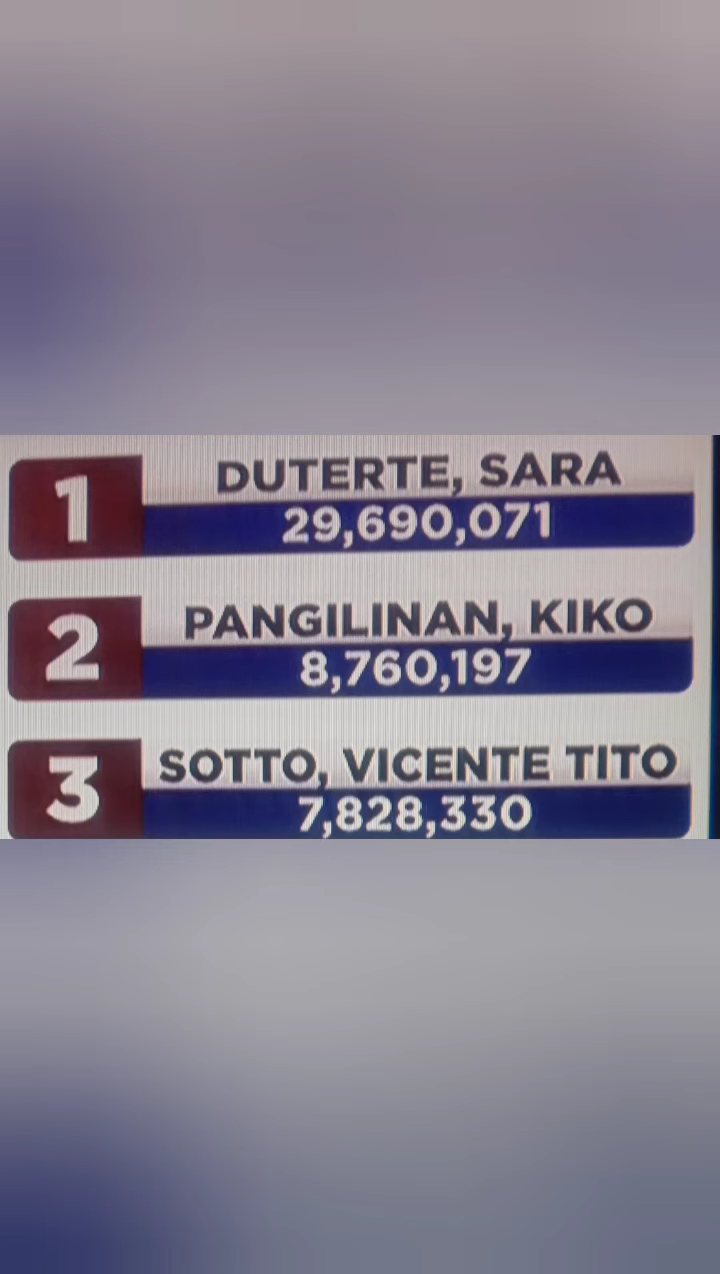 1
DUTERTE, SARA
29,690,071
2
PANGILINAN, KIKO
8,760,197
3
SOTTO, VICENTE TITO
7,828,330